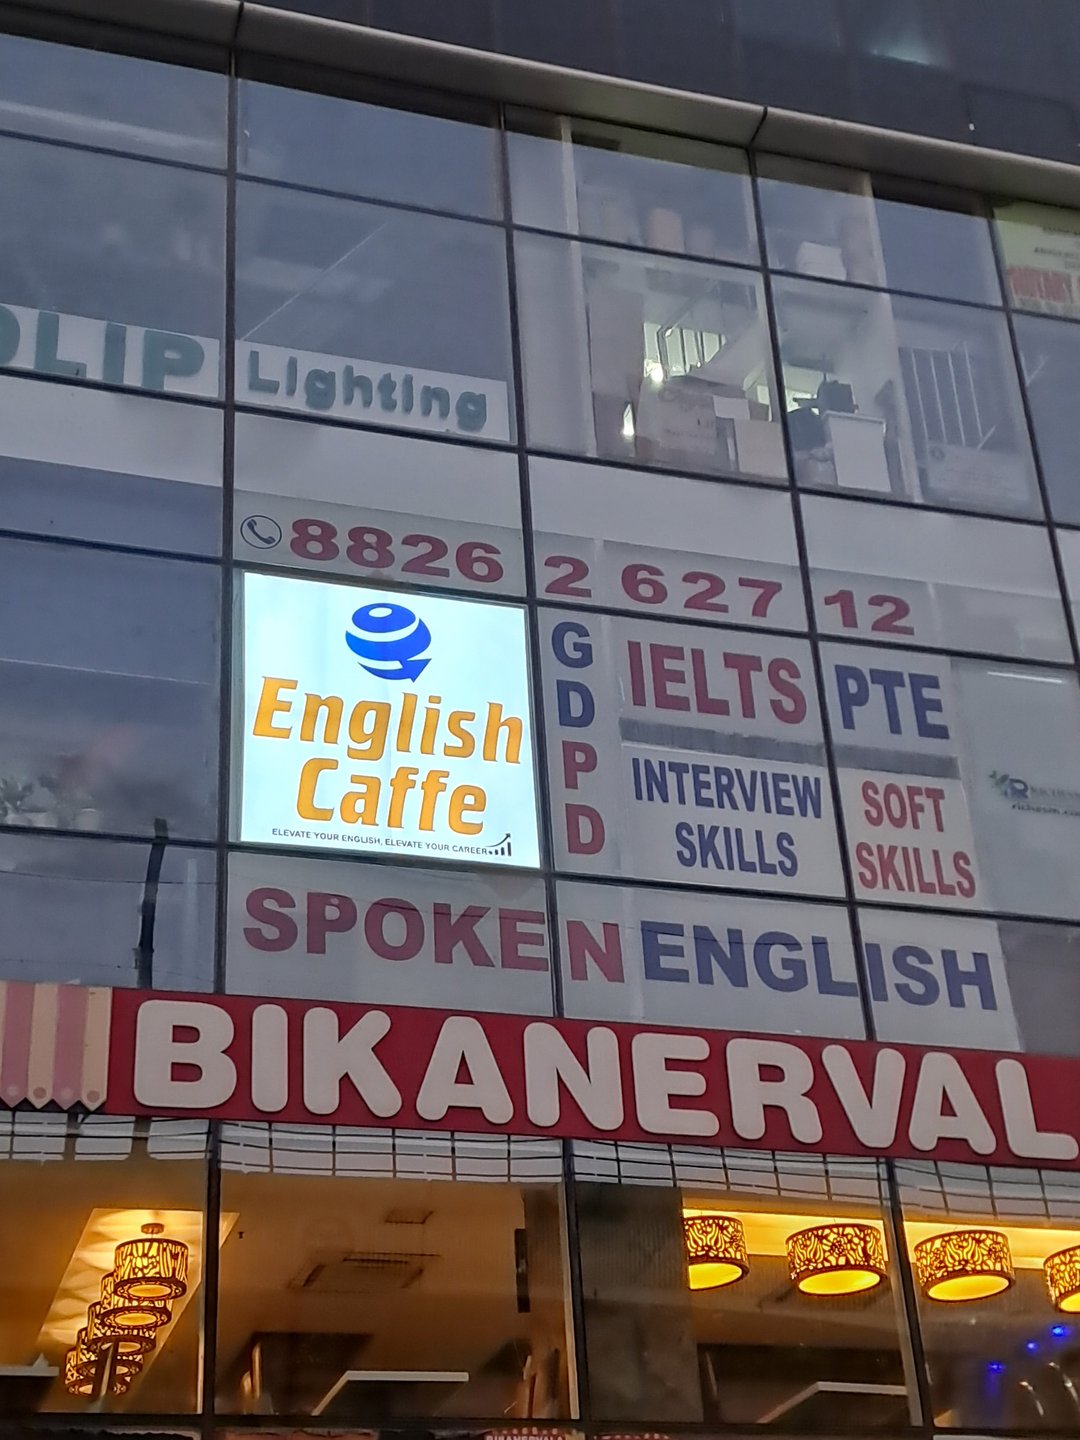 OLIP Lighting
8826 2 627 12
English
Caffe
ELEVATE YOUR ENGLISH, ELEVATE YOUR CAREER
G
D
P
D
IELTS PTE
INTERVIEW
SKILLS
SOFT
SKILLS
SPOKEN ENGLISH
BIKANERVAL